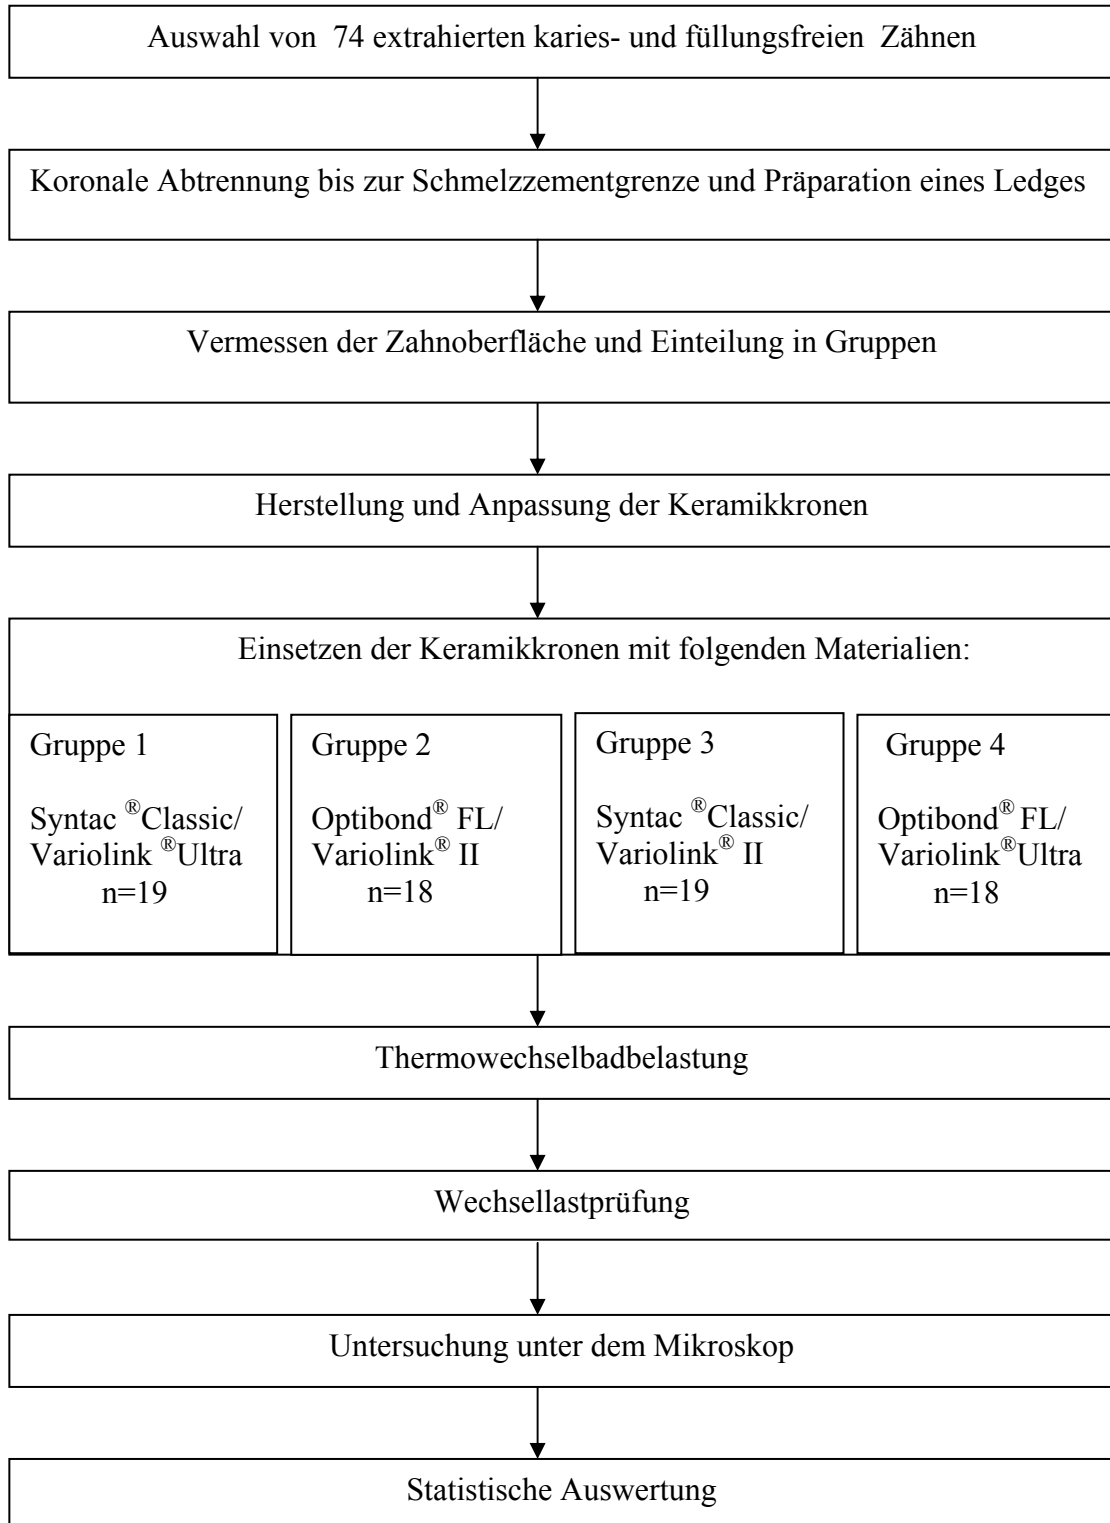 Auswahl von  74 extrahierten karies- und füllungsfreien  Zähnen
Koronale Abtrennung bis zur Schmelzzementgrenze und Präparation eines Ledges
Vermessen der Zahnoberfläche und Einteilung in Gruppen
Herstellung und Anpassung der Keramikkronen
Einsetzen der Keramikkronen mit folgenden Materialien:
Gruppe 1
Syntac ®Classic/
Variolink ®Ultra
n=19
Gruppe 2
Optibond® FL/
Variolink® II
n=18
Gruppe 3
Syntac ®Classic/
Variolink® II
n=19
Gruppe 4
Optibond® FL/
Variolink®Ultra
n=18
Thermowechselbadbelastung
Wechsellastprüfung
Untersuchung unter dem Mikroskop
Statistische Auswertung